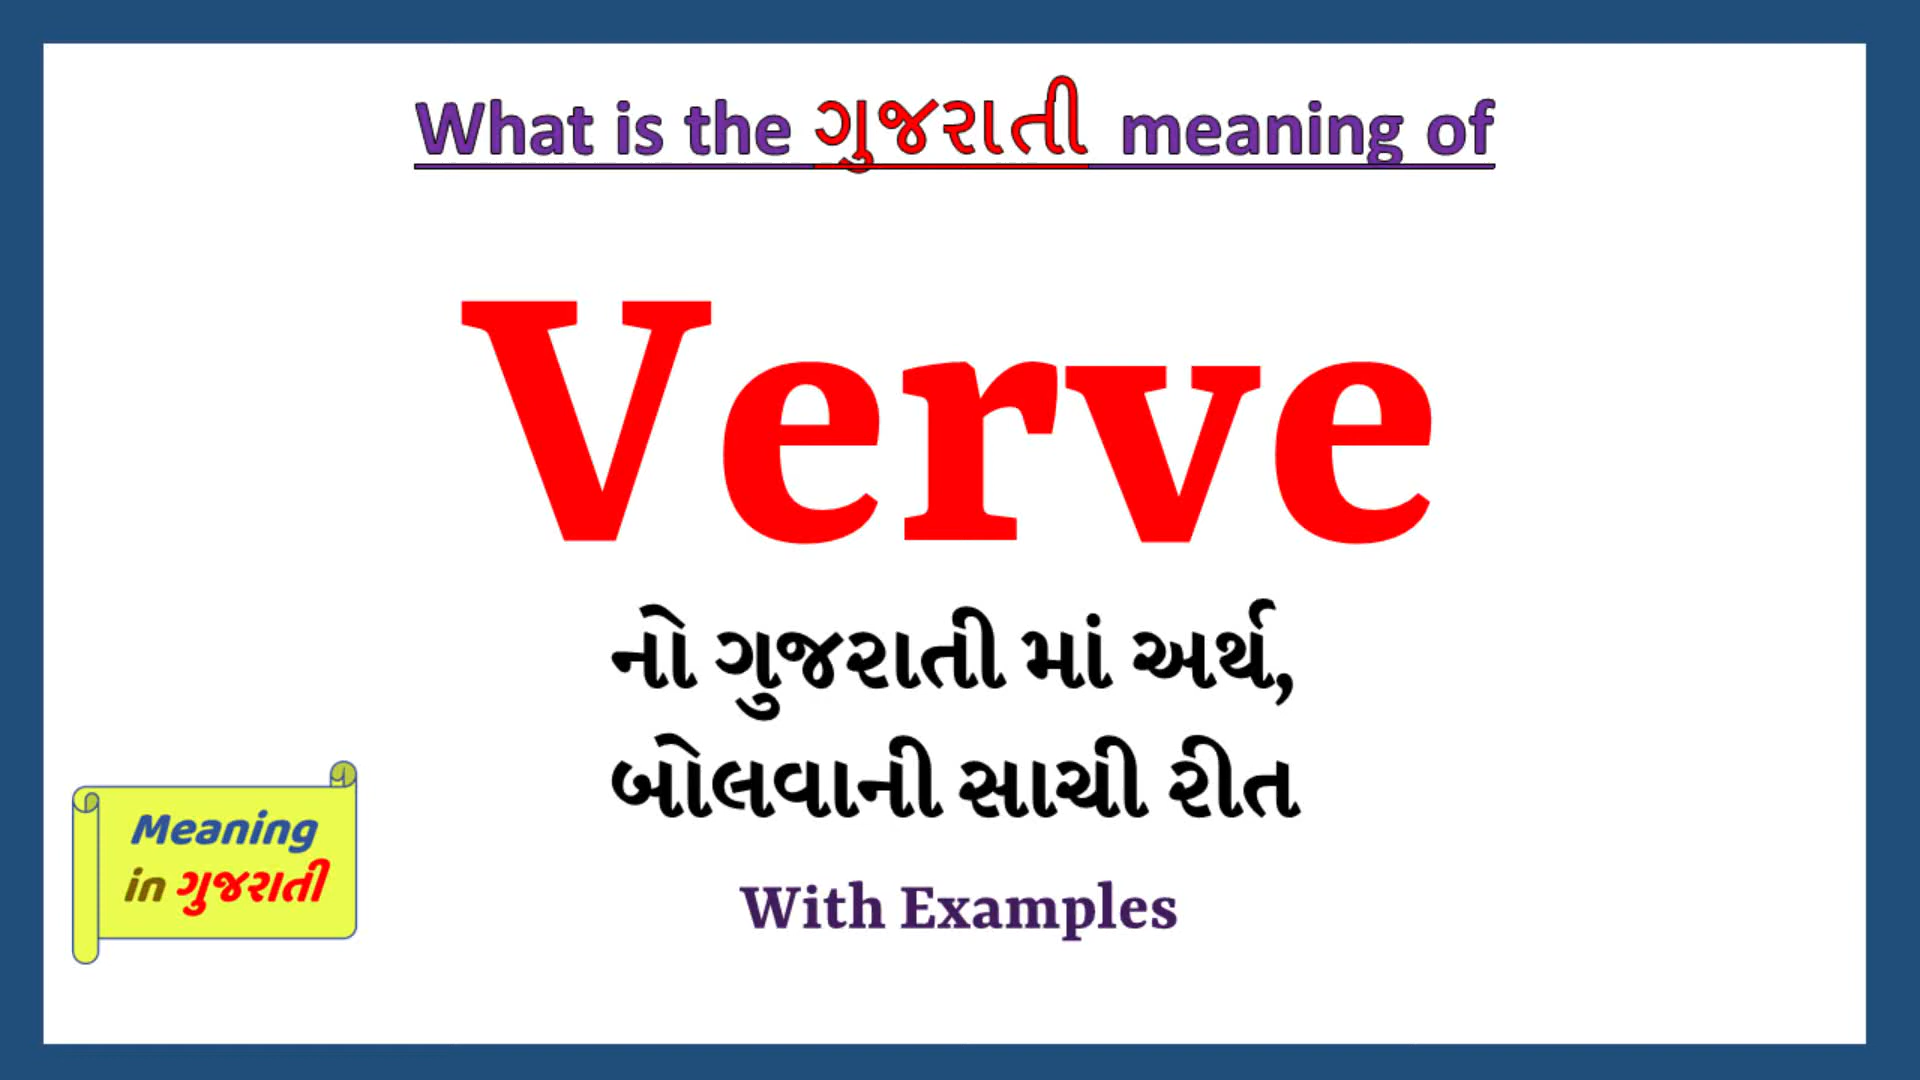 What is the ગુજરાતી meaning of
Verve
નો ગુજરાતી માં અર્થ,
બોલવાની સાચી રીત
With Examples
Meaning
in ગુજરાતી